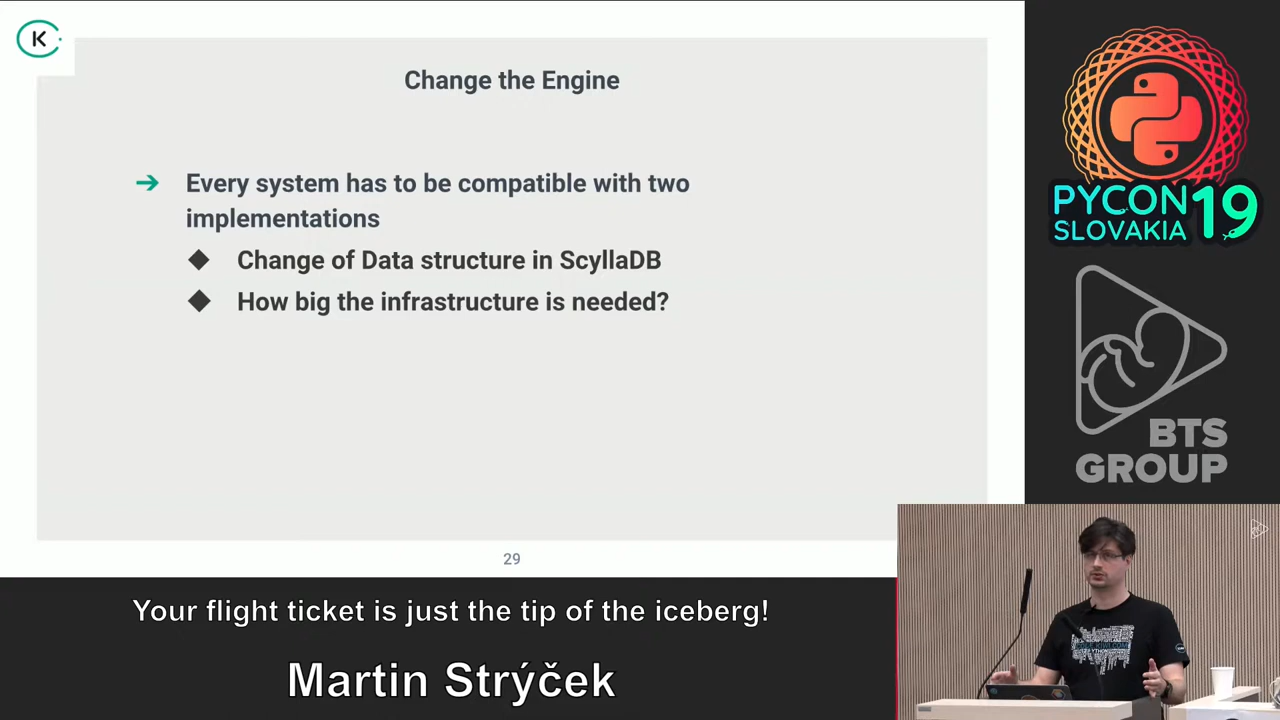 K
Change the Engine
➔ Every system has to be compatible with two
implementations
◆ Change of Data structure in ScyllaDB
◆ How big the infrastructure is needed?
29
PYCON
SLOVAKIA
19
BTS
GROUP
Your flight ticket is just the tip of the iceberg!
Martin Strýček